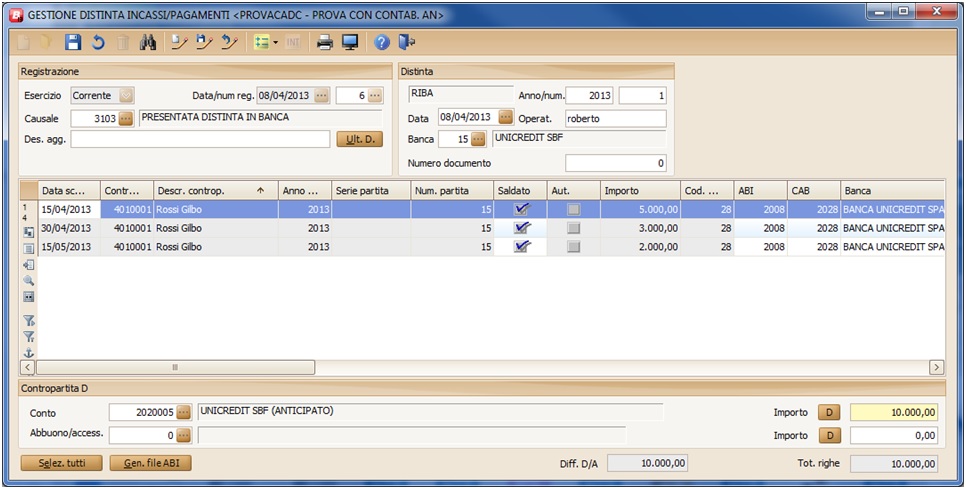 GESTIONE DISTINTA INCASSI/PAGAMENTI <PROVACADC - PROVA CON CONTAB. AN>
Registrazione
Esercizio Corrente Data/num reg. 08/04/2013 ... 6 ...
Causale 3103 ... PRESENTATA DISTINTA IN BANCA
Des. agg. Ult. D.
Distinta
RIBA Anno/num. 2013 1
Data 08/04/2013 ... Operat. roberto
Banca 15 ... UNICREDIT SBF
Numero documento 0
Data sc... Contr... Descr. controp. Anno ... Serie partita Num. partita Saldato Aut. Importo Cod. ... ABI CAB Banca
15/04/2013 4010001 Rossi Gilbo 2013 15 5.000,00 28 2008 2028 BANCA UNICREDIT SPA
30/04/2013 4010001 Rossi Gilbo 2013 15 3.000,00 28 2008 2028 BANCA UNICREDIT SPA
15/05/2013 4010001 Rossi Gilbo 2013 15 2.000,00 28 2008 2028 BANCA UNICREDIT SPA
1
4
Contropartita D
Conto 2020005 ... UNICREDIT SBF (ANTICIPATO) Importo D 10.000,00
Abbuono/access. 0 ... Importo D 0,00
Selez. tutti Gen. file ABI Diff. D/A 10.000,00 Tot. righe 10.000,00